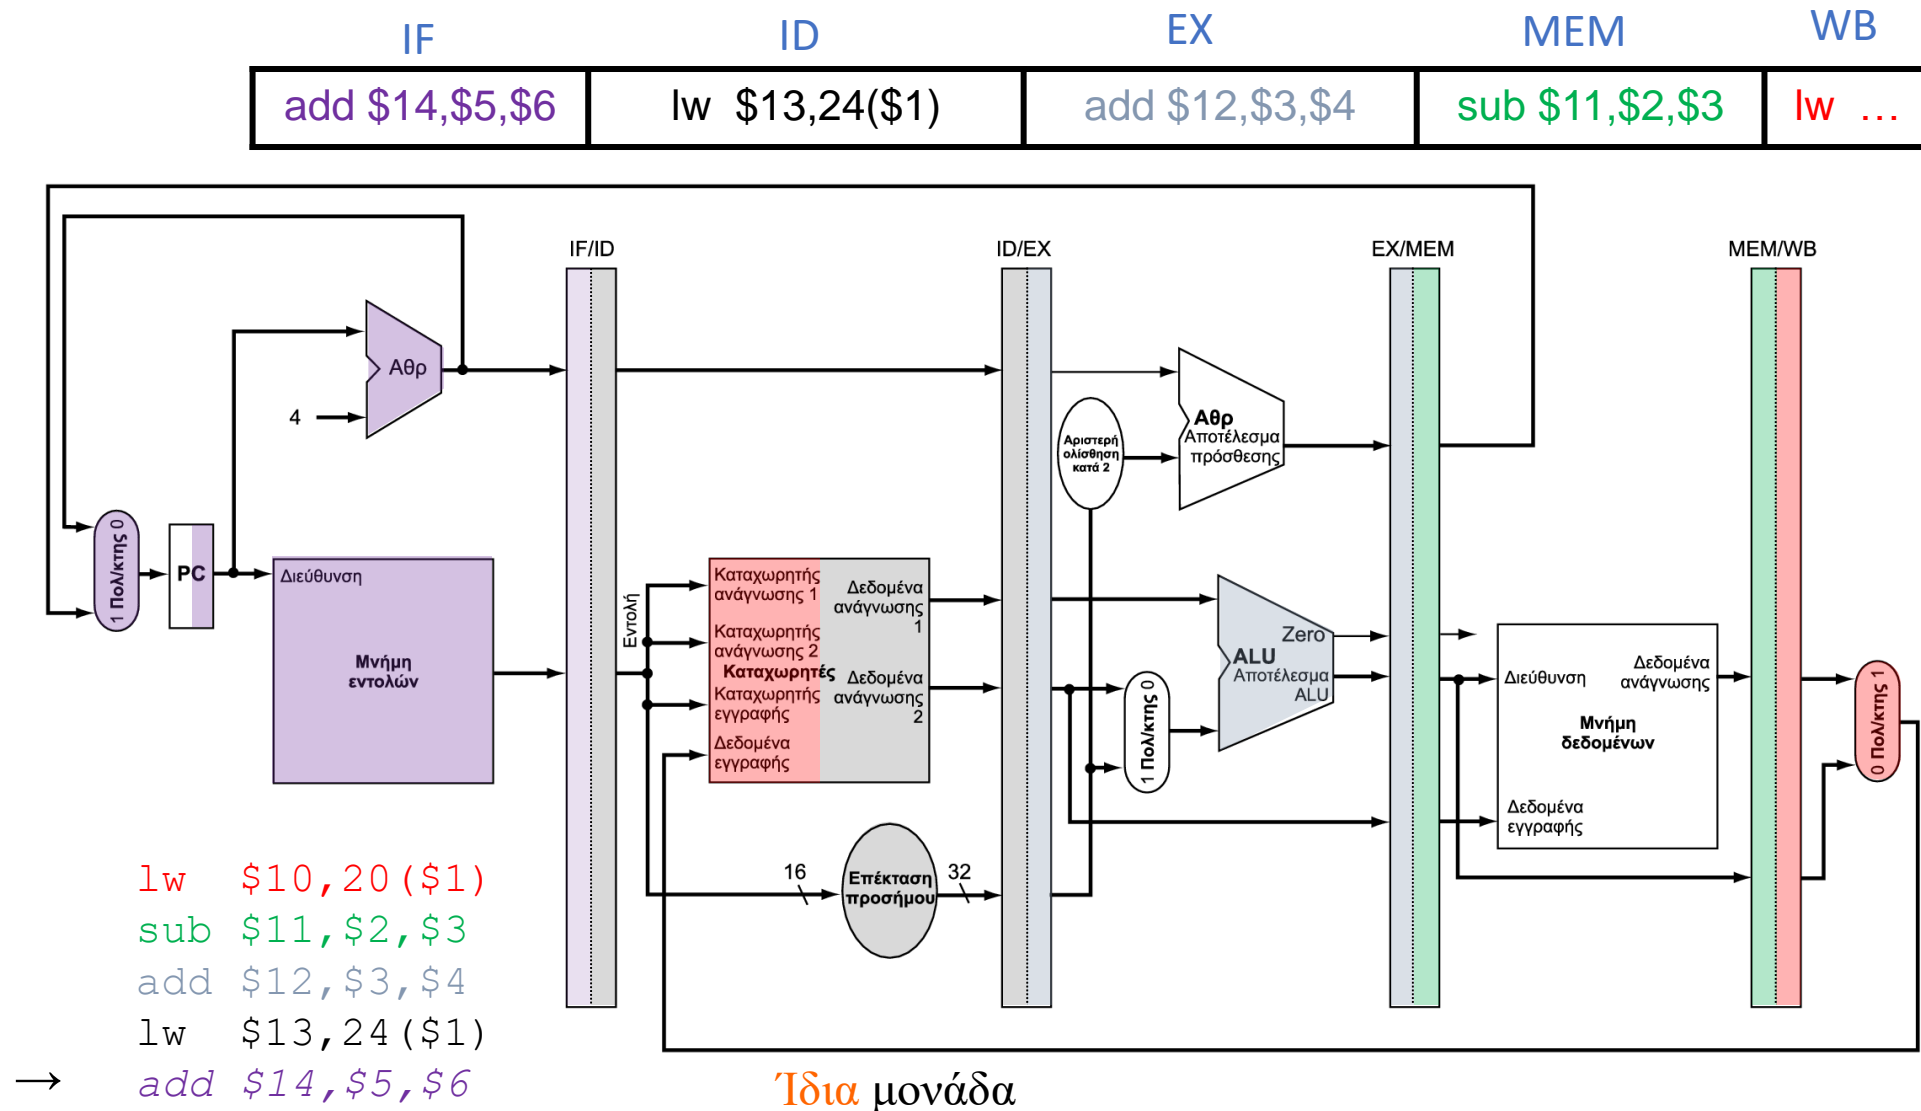 IF ID EX MEM WB
add $14,$5,$6 lw $13,24($1) add $12,$3,$4 sub $11,$2,$3 lw …
IF/ID ID/EX EX/MEM MEM/WB
Αθρ
4
Αριστερή
ολίσθηση
κατά 2
Αθρ
Αποτέλεσμα
πρόσθεσης
1 Πολ/κτης 0
PC
Διεύθυνση
Μνήμη
εντολών
Εντολή
Καταχωρητής
ανάγνωσης 1
Καταχωρητής
ανάγνωσης 2
Καταχωρητές
Καταχωρητής
εγγραφής
Δεδομένα
εγγραφής
Δεδομένα
ανάγνωσης
1
Δεδομένα
ανάγνωσης
2
1 Πολ/κτης 0
Zero
ALU
Αποτέλεσμα
ALU
Διεύθυνση
Δεδομένα
ανάγνωσης
Μνήμη
δεδομένων
Δεδομένα
εγγραφής
0 Πολ/κτης 1
16
Επέκταση
προσήμου
32
lw $10,20($1)
sub $11,$2,$3
add $12,$3,$4
lw $13,24($1)
→ add $14,$5,$6
Ίδια μονάδα